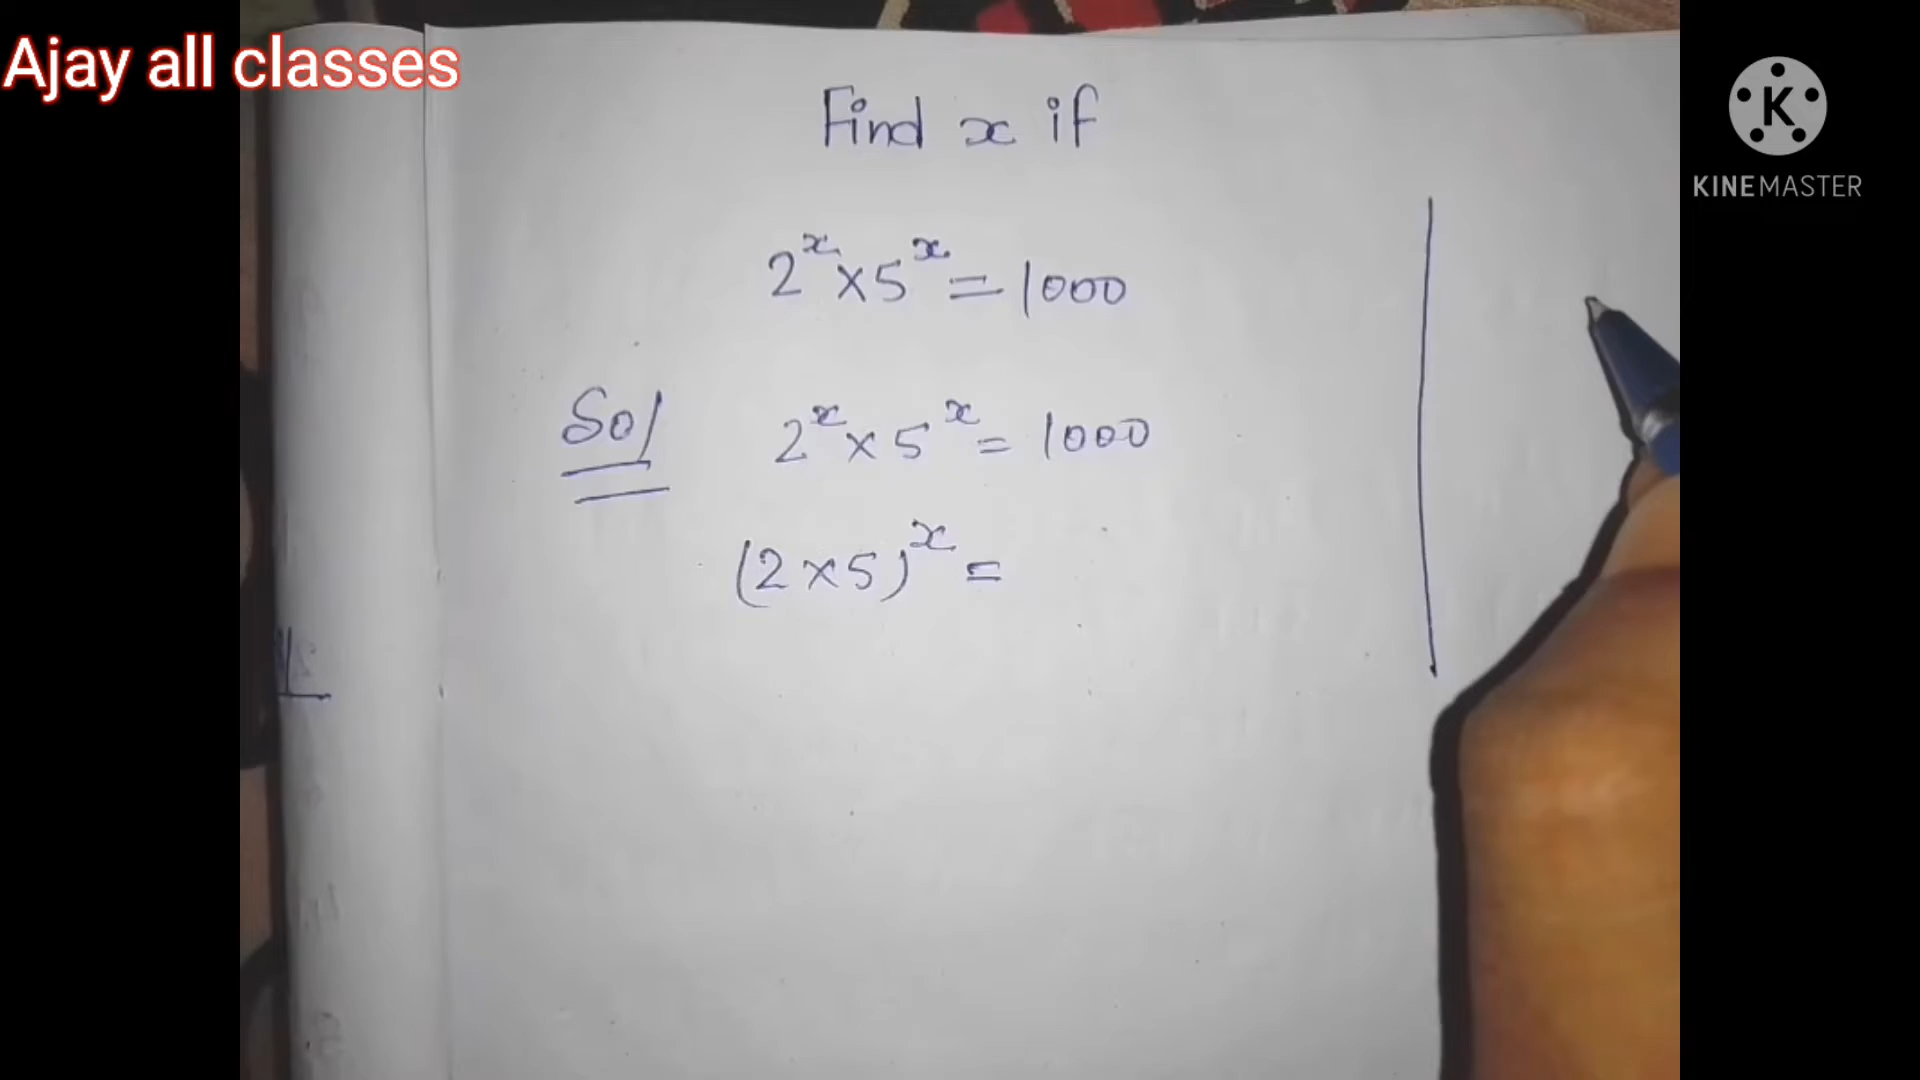 Ajay all classes
KINEMASTER
Find x if
2^x × 5^x = 1000
Sol 2^x × 5^x = 1000
(2 × 5)^x =